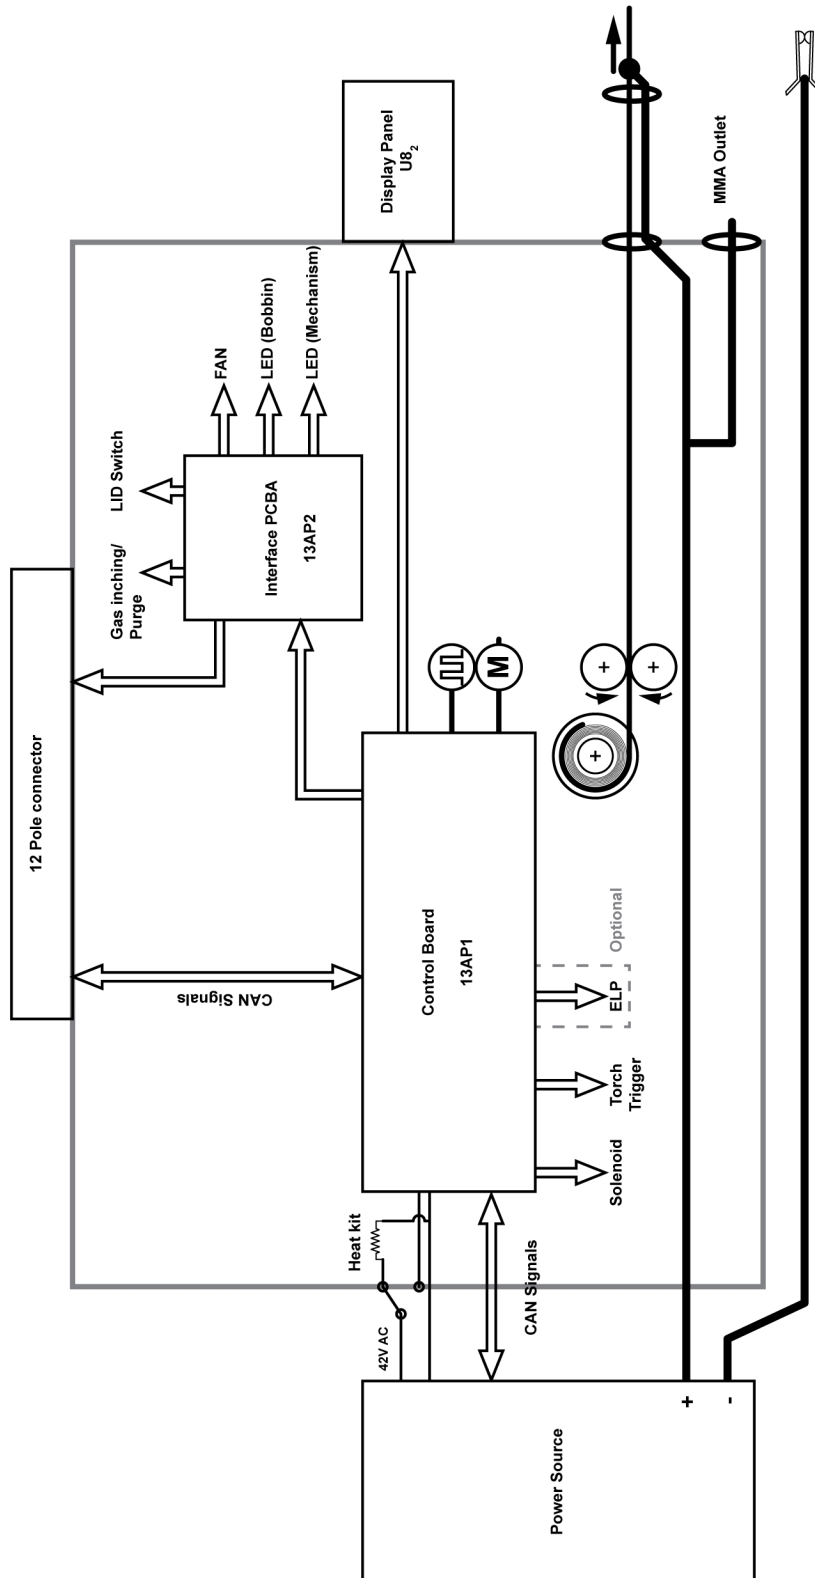 12 Pole connector
Display Panel
U8₂
FAN
LED (Bobbin)
LED (Mechanism)
LID Switch
Gas inching/
Purge
Interface PCBA
13AP2
MMA Outlet
CAN Signals
M
+
+
+
Control Board
13AP1
Optional
ELP
Torch
Trigger
Solenoid
Heat kit
42V AC
CAN Signals
Power Source
+
-